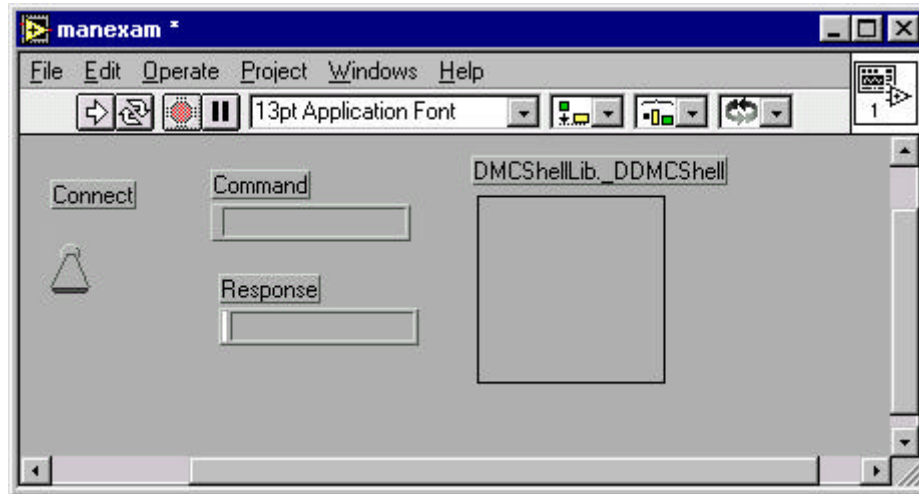 manexam *
File Edit Operate Project Windows Help
13pt Application Font
1
Connect
Command
DMCShellLib._DDMCShell
Response